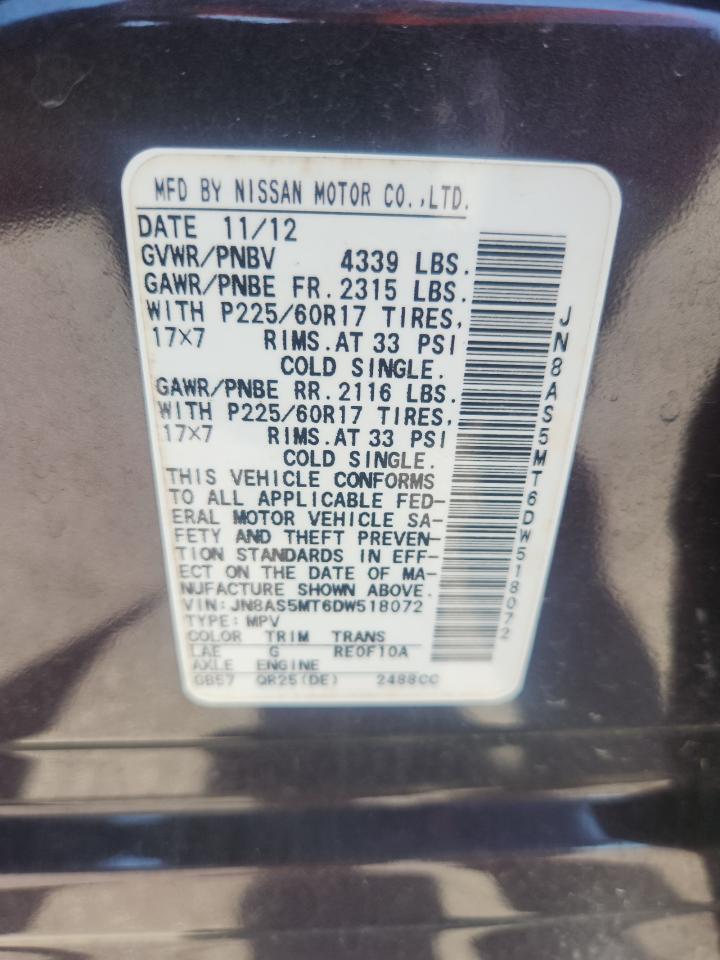 MFD BY NISSAN MOTOR CO.,LTD.
DATE 11/12
GVWR/PNBV 4339 LBS.
GAWR/PNBE FR. 2315 LBS.
WITH P225/60R17 TIRES,
17×7 RIMS.AT 33 PSI
COLD SINGLE.
GAWR/PNBE RR. 2116 LBS.
WITH P225/60R17 TIRES,
17×7 RIMS.AT 33 PSI
COLD SINGLE.
THIS VEHICLE CONFORMS
TO ALL APPLICABLE FED-
ERAL MOTOR VEHICLE SA-
FETY AND THEFT PREVEN-
TION STANDARDS IN EFF-
ECT ON THE DATE OF MA-
NUFACTURE SHOWN ABOVE.
VIN: JN8AS5MT6DW518072
TYPE: MPV
COLOR TRIM TRANS
LAE G RE0F10A
AXLE ENGINE
GB57 QR25(DE) 2488CC
JN8AS5MT6DW518072